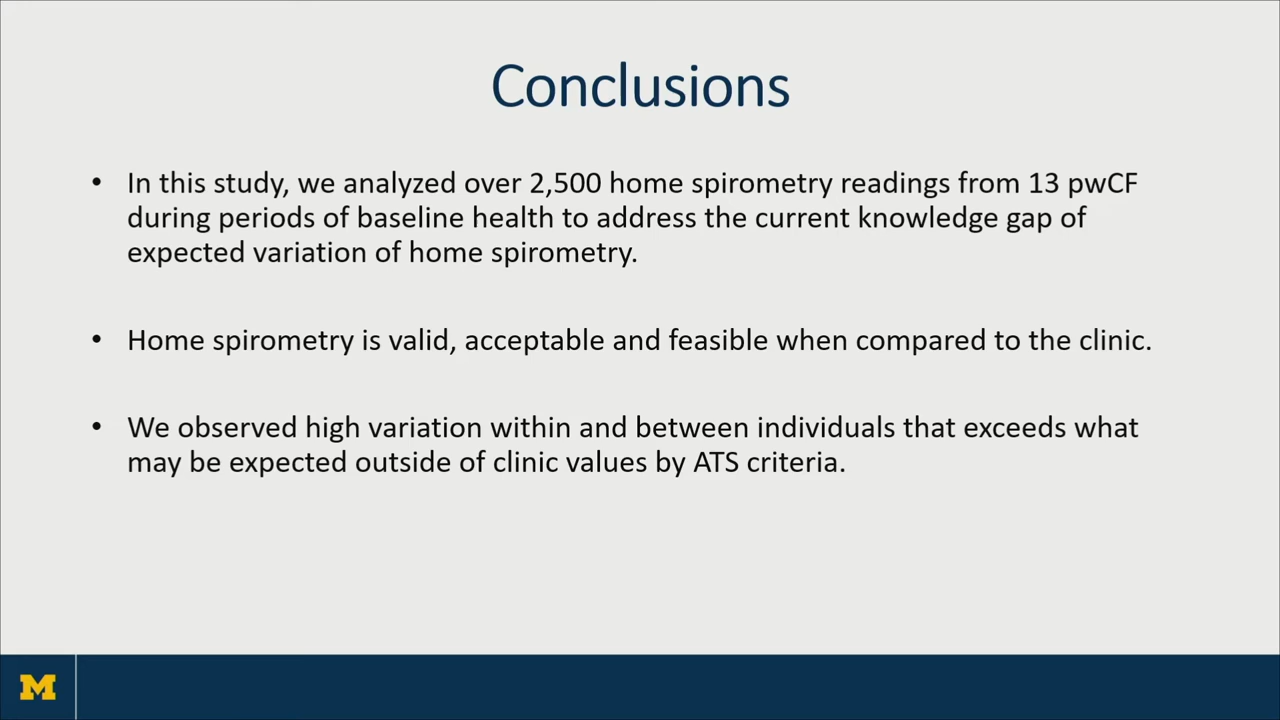 Conclusions
• In this study, we analyzed over 2,500 home spirometry readings from 13 pwCF
during periods of baseline health to address the current knowledge gap of
expected variation of home spirometry.
• Home spirometry is valid, acceptable and feasible when compared to the clinic.
• We observed high variation within and between individuals that exceeds what
may be expected outside of clinic values by ATS criteria.
M